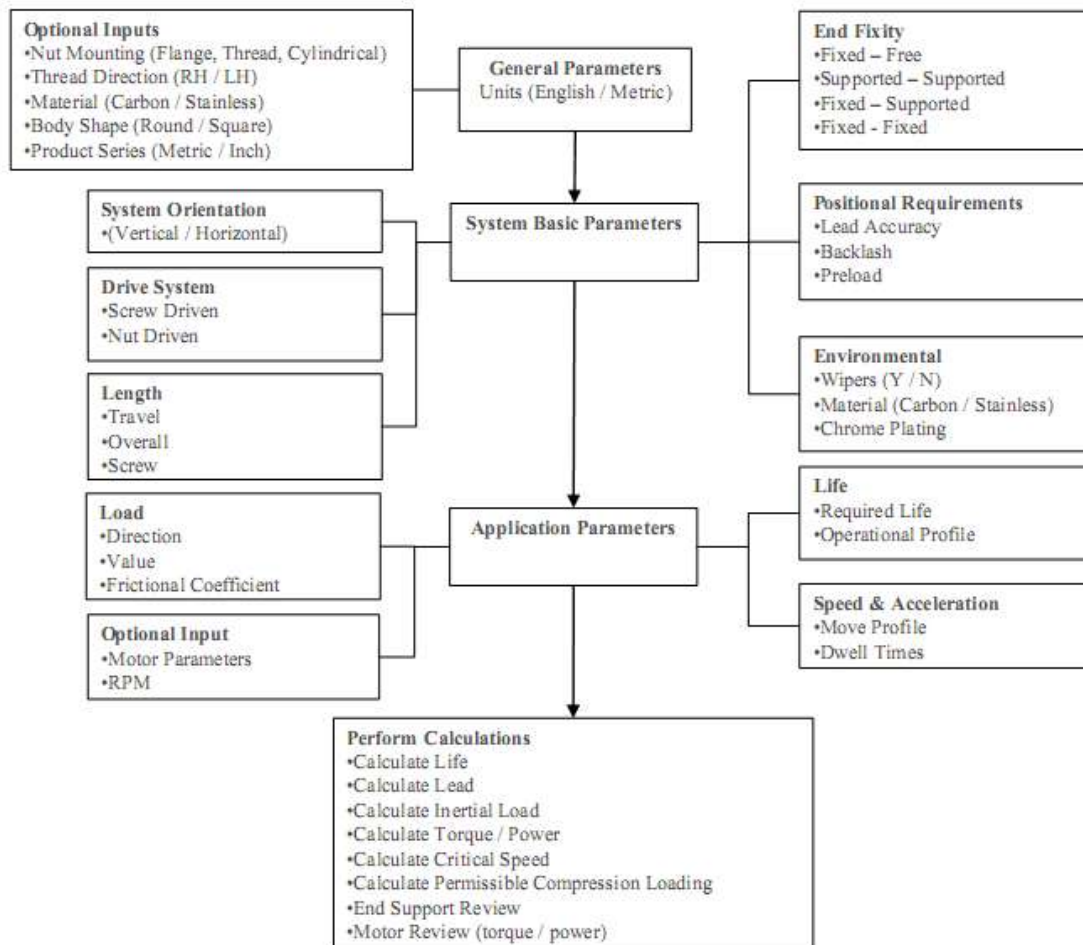 Optional Inputs
•Nut Mounting (Flange, Thread, Cylindrical)
•Thread Direction (RH / LH)
•Material (Carbon / Stainless)
•Body Shape (Round / Square)
•Product Series (Metric / Inch)
General Parameters
Units (English / Metric)
End Fixity
•Fixed – Free
•Supported – Supported
•Fixed – Supported
•Fixed - Fixed
System Orientation
•(Vertical / Horizontal)
System Basic Parameters
Positional Requirements
•Lead Accuracy
•Backlash
•Preload
Drive System
•Screw Driven
•Nut Driven
Environmental
•Wipers (Y / N)
•Material (Carbon / Stainless)
•Chrome Plating
Length
•Travel
•Overall
•Screw
Load
•Direction
•Value
•Frictional Coefficient
Application Parameters
Life
•Required Life
•Operational Profile
Optional Input
•Motor Parameters
•RPM
Speed & Acceleration
•Move Profile
•Dwell Times
Perform Calculations
•Calculate Life
•Calculate Lead
•Calculate Inertial Load
•Calculate Torque / Power
•Calculate Critical Speed
•Calculate Permissible Compression Loading
•End Support Review
•Motor Review (torque / power)